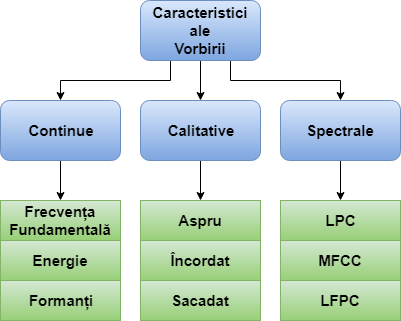 Caracteristici
ale
Vorbirii
Continue
Calitative
Spectrale
Frecvența
Fundamentală
Energie
Formanți
Aspru
Încordat
Sacadat
LPC
MFCC
LFPC